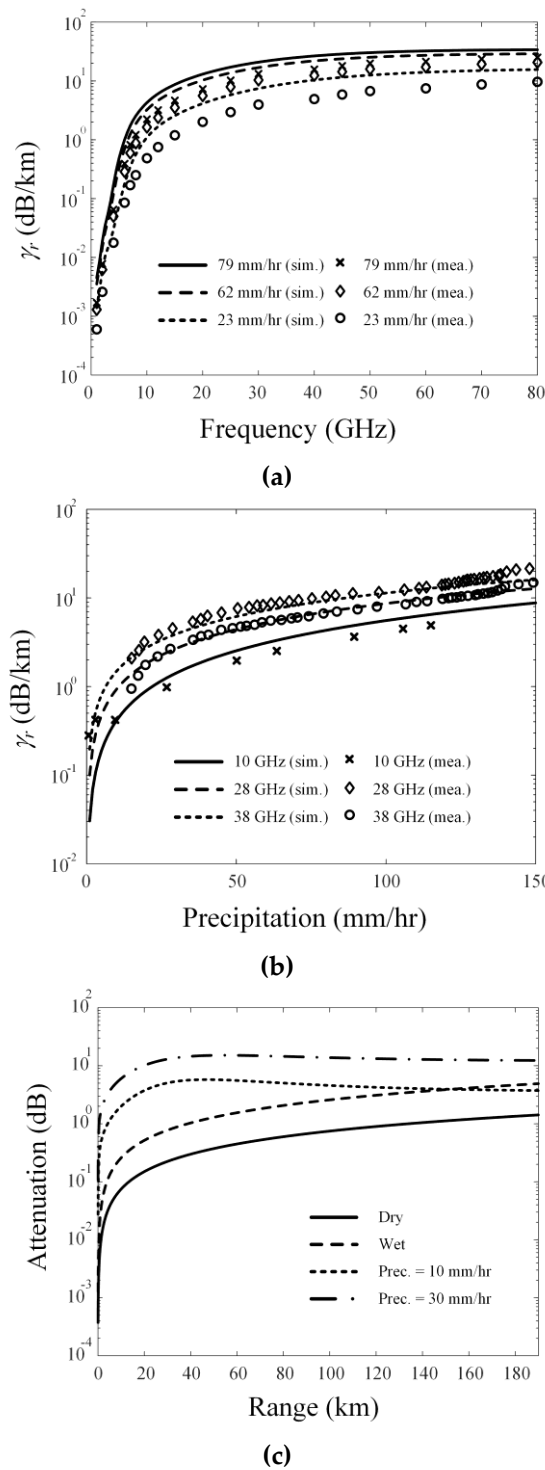 10^2
10^1
10^0
10^-1
10^-2
10^-3
10^-4
γr (dB/km)
79 mm/hr (sim.) 79 mm/hr (mea.)
62 mm/hr (sim.) 62 mm/hr (mea.)
23 mm/hr (sim.) 23 mm/hr (mea.)
0 10 20 30 40 50 60 70 80
Frequency (GHz)
(a)
10^2
10^1
10^0
10^-1
10^-2
γr (dB/km)
10 GHz (sim.) 10 GHz (mea.)
28 GHz (sim.) 28 GHz (mea.)
38 GHz (sim.) 38 GHz (mea.)
0 50 100 150
Precipitation (mm/hr)
(b)
10^2
10^1
10^0
10^-1
10^-2
10^-3
10^-4
Attenuation (dB)
Dry
Wet
Prec. = 10 mm/hr
Prec. = 30 mm/hr
0 20 40 60 80 100 120 140 160 180
Range (km)
(c)